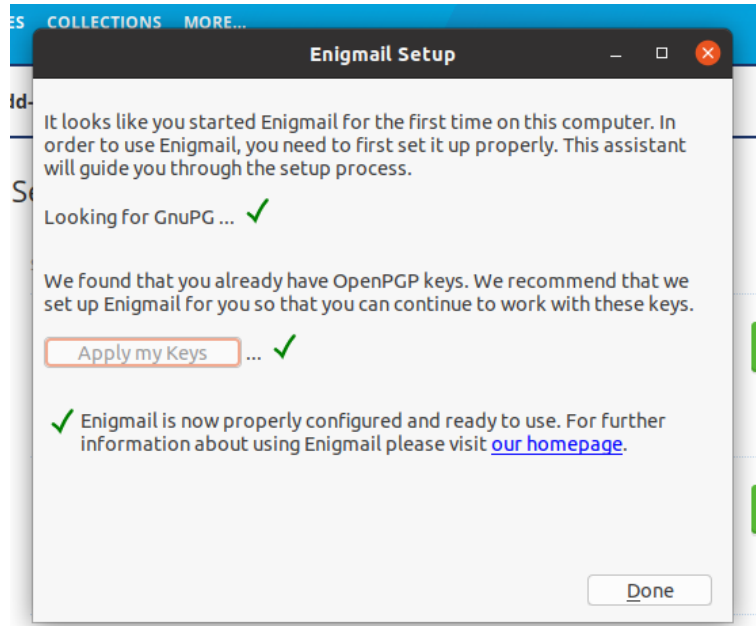 ES COLLECTIONS MORE...
Enigmail Setup
dd-
It looks like you started Enigmail for the first time on this computer. In
order to use Enigmail, you need to first set it up properly. This assistant
will guide you through the setup process.
Se
Looking for GnuPG ...
We found that you already have OpenPGP keys. We recommend that we
set up Enigmail for you so that you can continue to work with these keys.
Apply my Keys ...
Enigmail is now properly configured and ready to use. For further
information about using Enigmail please visit our homepage.
Done